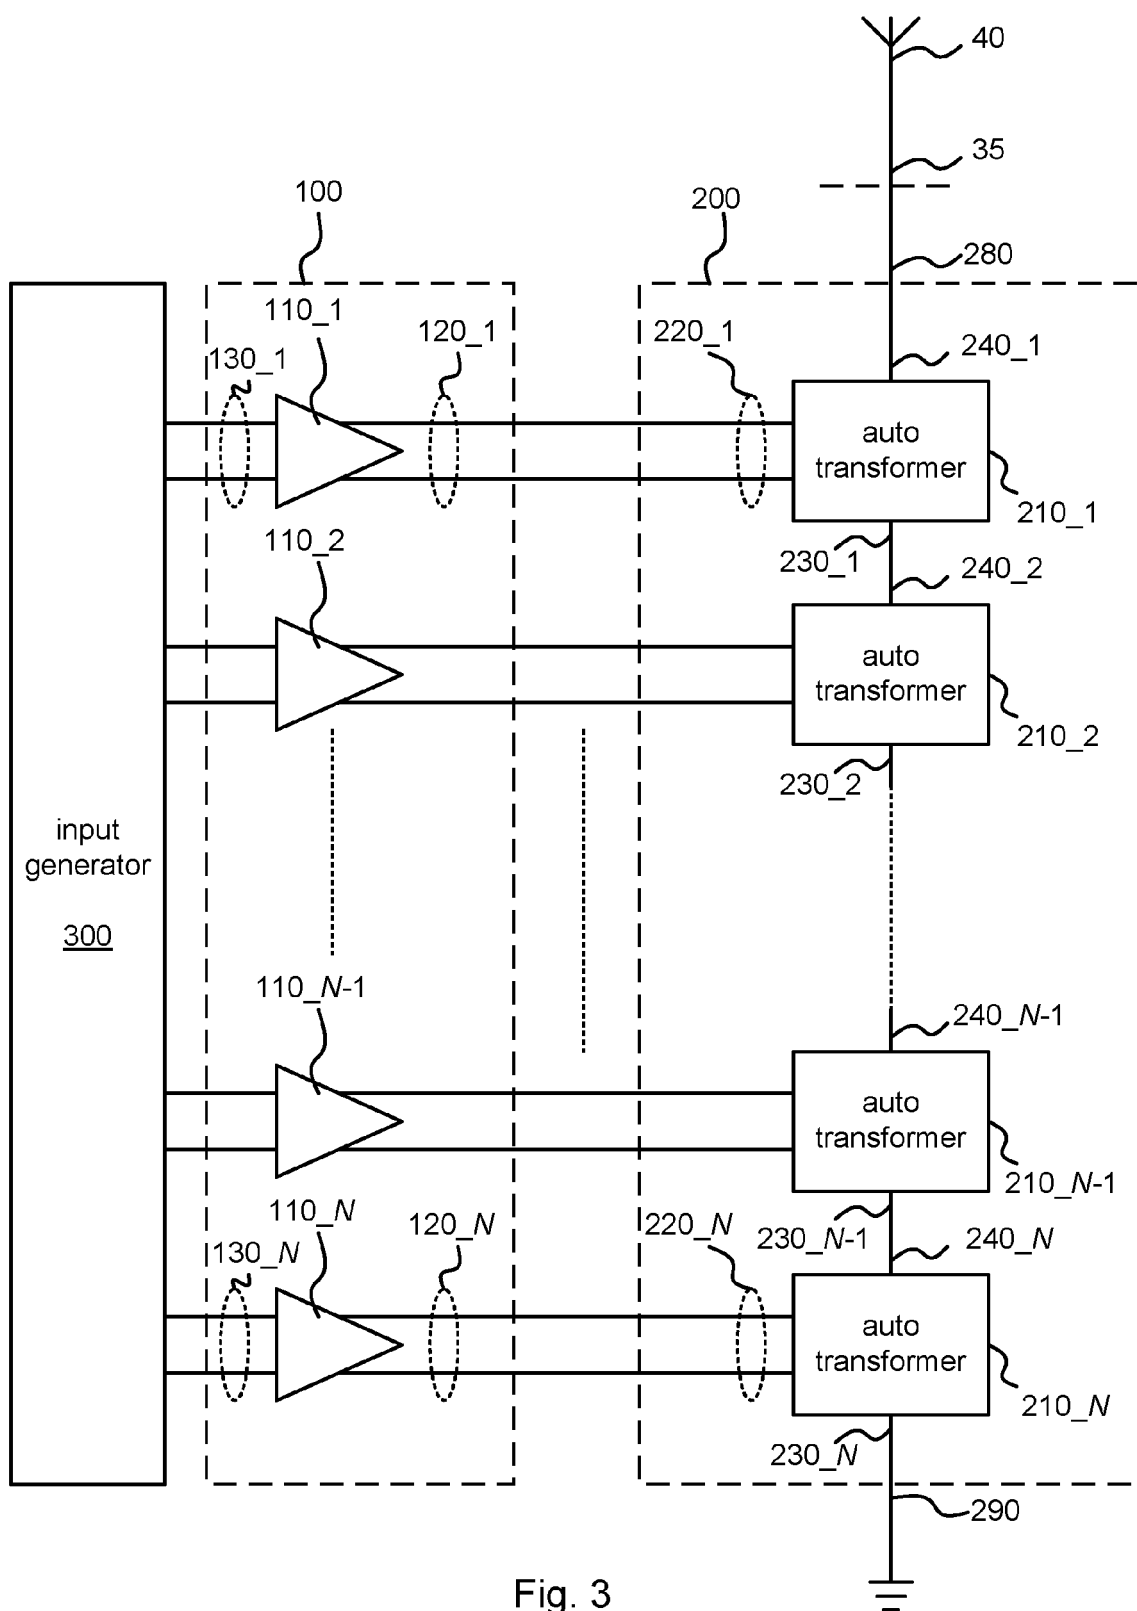 40
35
100
200
280
110_1
130_1
120_1
220_1
240_1
auto
transformer
210_1
110_2
230_1
240_2
auto
transformer
210_2
230_2
input
generator
300
110_N-1
240_N-1
auto
transformer
210_N-1
110_N
130_N
120_N
220_N
230_N-1
240_N
auto
transformer
210_N
230_N
290
Fig. 3